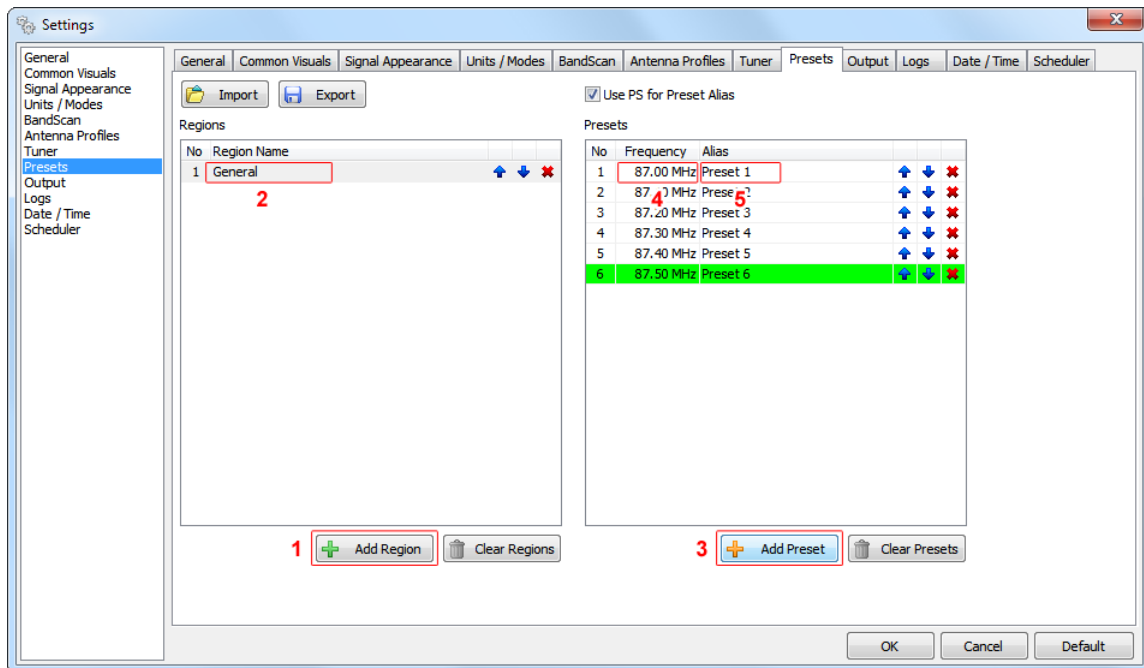 Settings
General
Common Visuals
Signal Appearance
Units / Modes
BandScan
Antenna Profiles
Tuner
Presets
Output
Logs
Date / Time
Scheduler
General Common Visuals Signal Appearance Units / Modes BandScan Antenna Profiles Tuner Presets Output Logs Date / Time Scheduler
Import Export
Regions
No Region Name
1 General
2
1 Add Region Clear Regions
Use PS for Preset Alias
Presets
No Frequency Alias
1 87.00 MHz Preset 1
2 MHz
4 5
3 87.20 MHz Preset 3
4 87.30 MHz Preset 4
5 87.40 MHz Preset 5
6 87.50 MHz Preset 6
3 Add Preset Clear Presets
OK Cancel Default